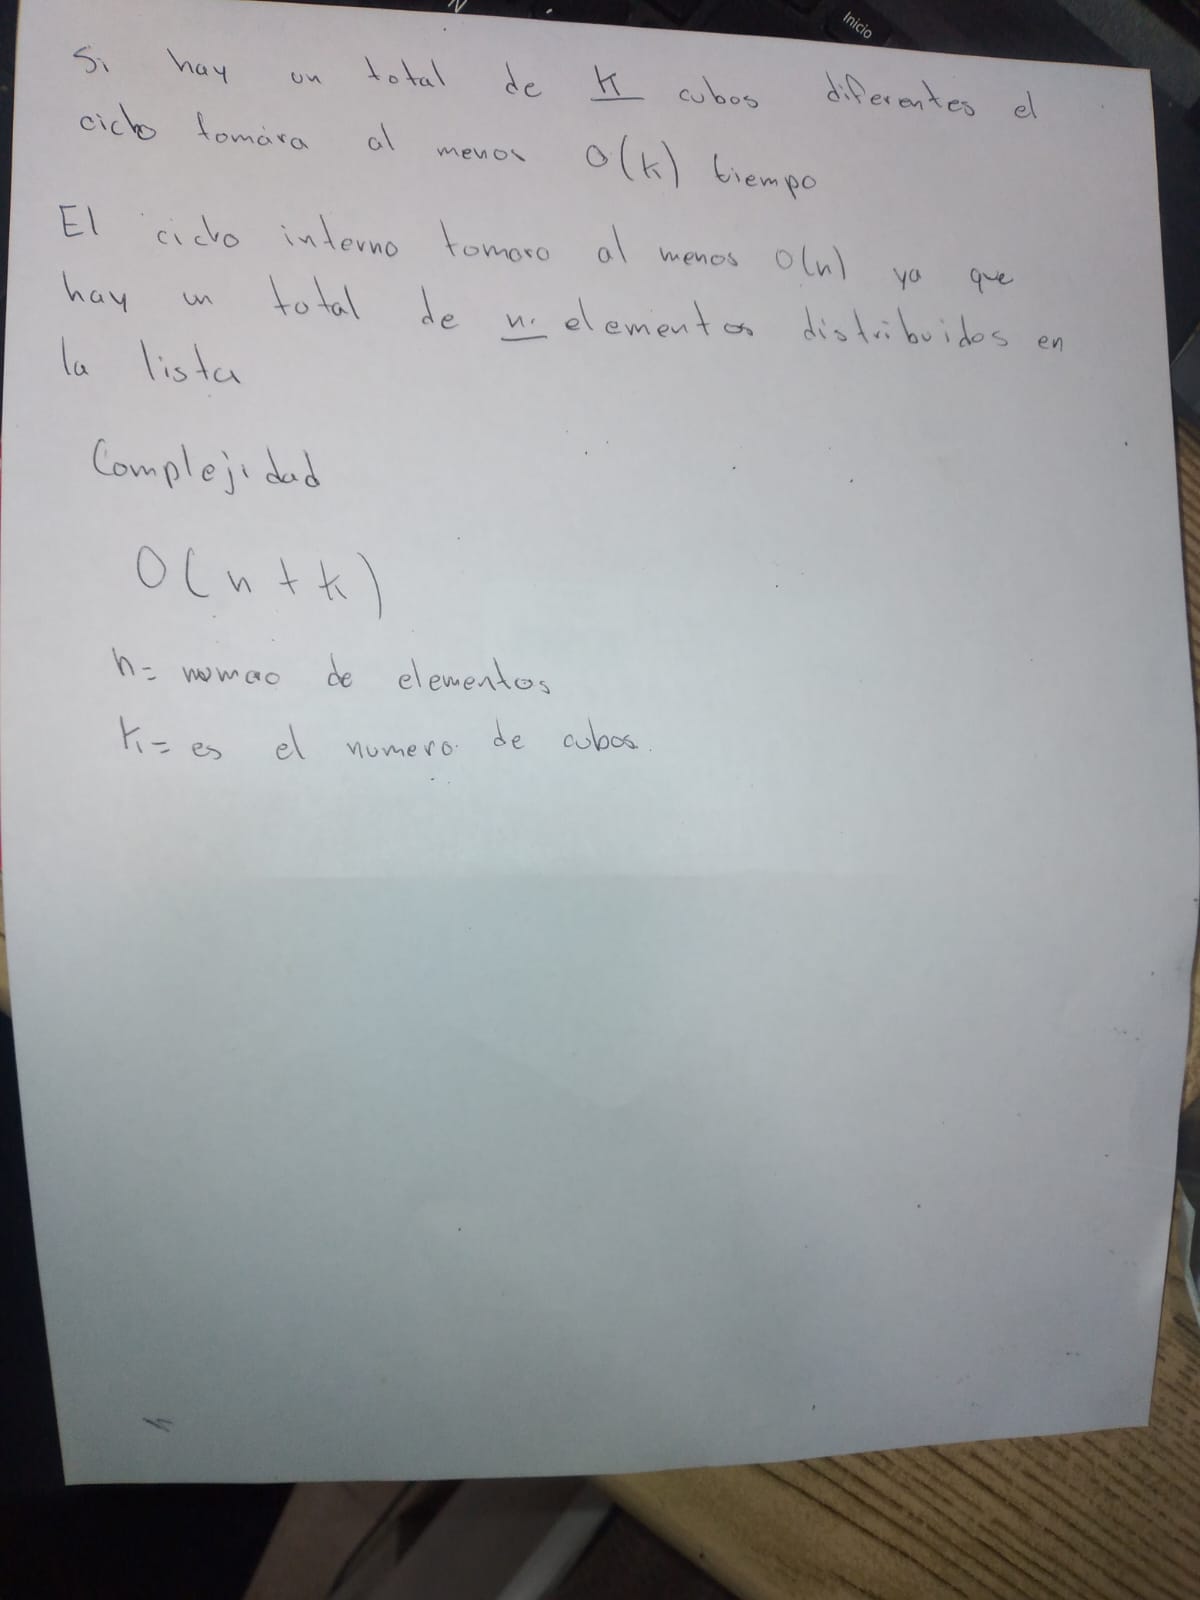 Inicio
Si hay un total de K cubos diferentes el
ciclo tomára al menos O(k) tiempo
El ciclo interno tomara al menos O(n) ya que
hay un total de n elementos distribuidos en
la lista
Complejidad
O(n+k)
n= de elementos
K= es el numero de cubos.